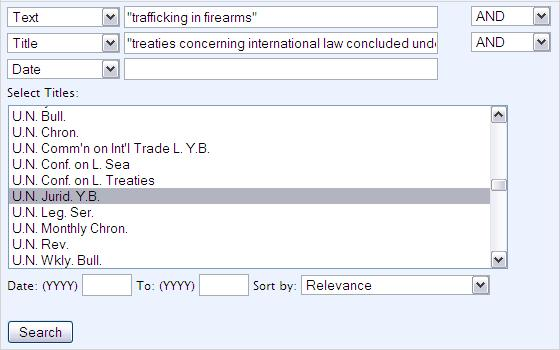 Text "trafficking in firearms" AND
Title "treaties concerning international law concluded und AND
Date
Select Titles:
U.N. Bull.
U.N. Chron.
U.N. Comm'n on Int'l Trade L. Y.B.
U.N. Conf. on L. Sea
U.N. Conf. on L. Treaties
U.N. Jurid. Y.B.
U.N. Leg. Ser.
U.N. Monthly Chron.
U.N. Rev.
U.N. Wkly. Bull.
Date: (YYYY) To: (YYYY) Sort by: Relevance
Search